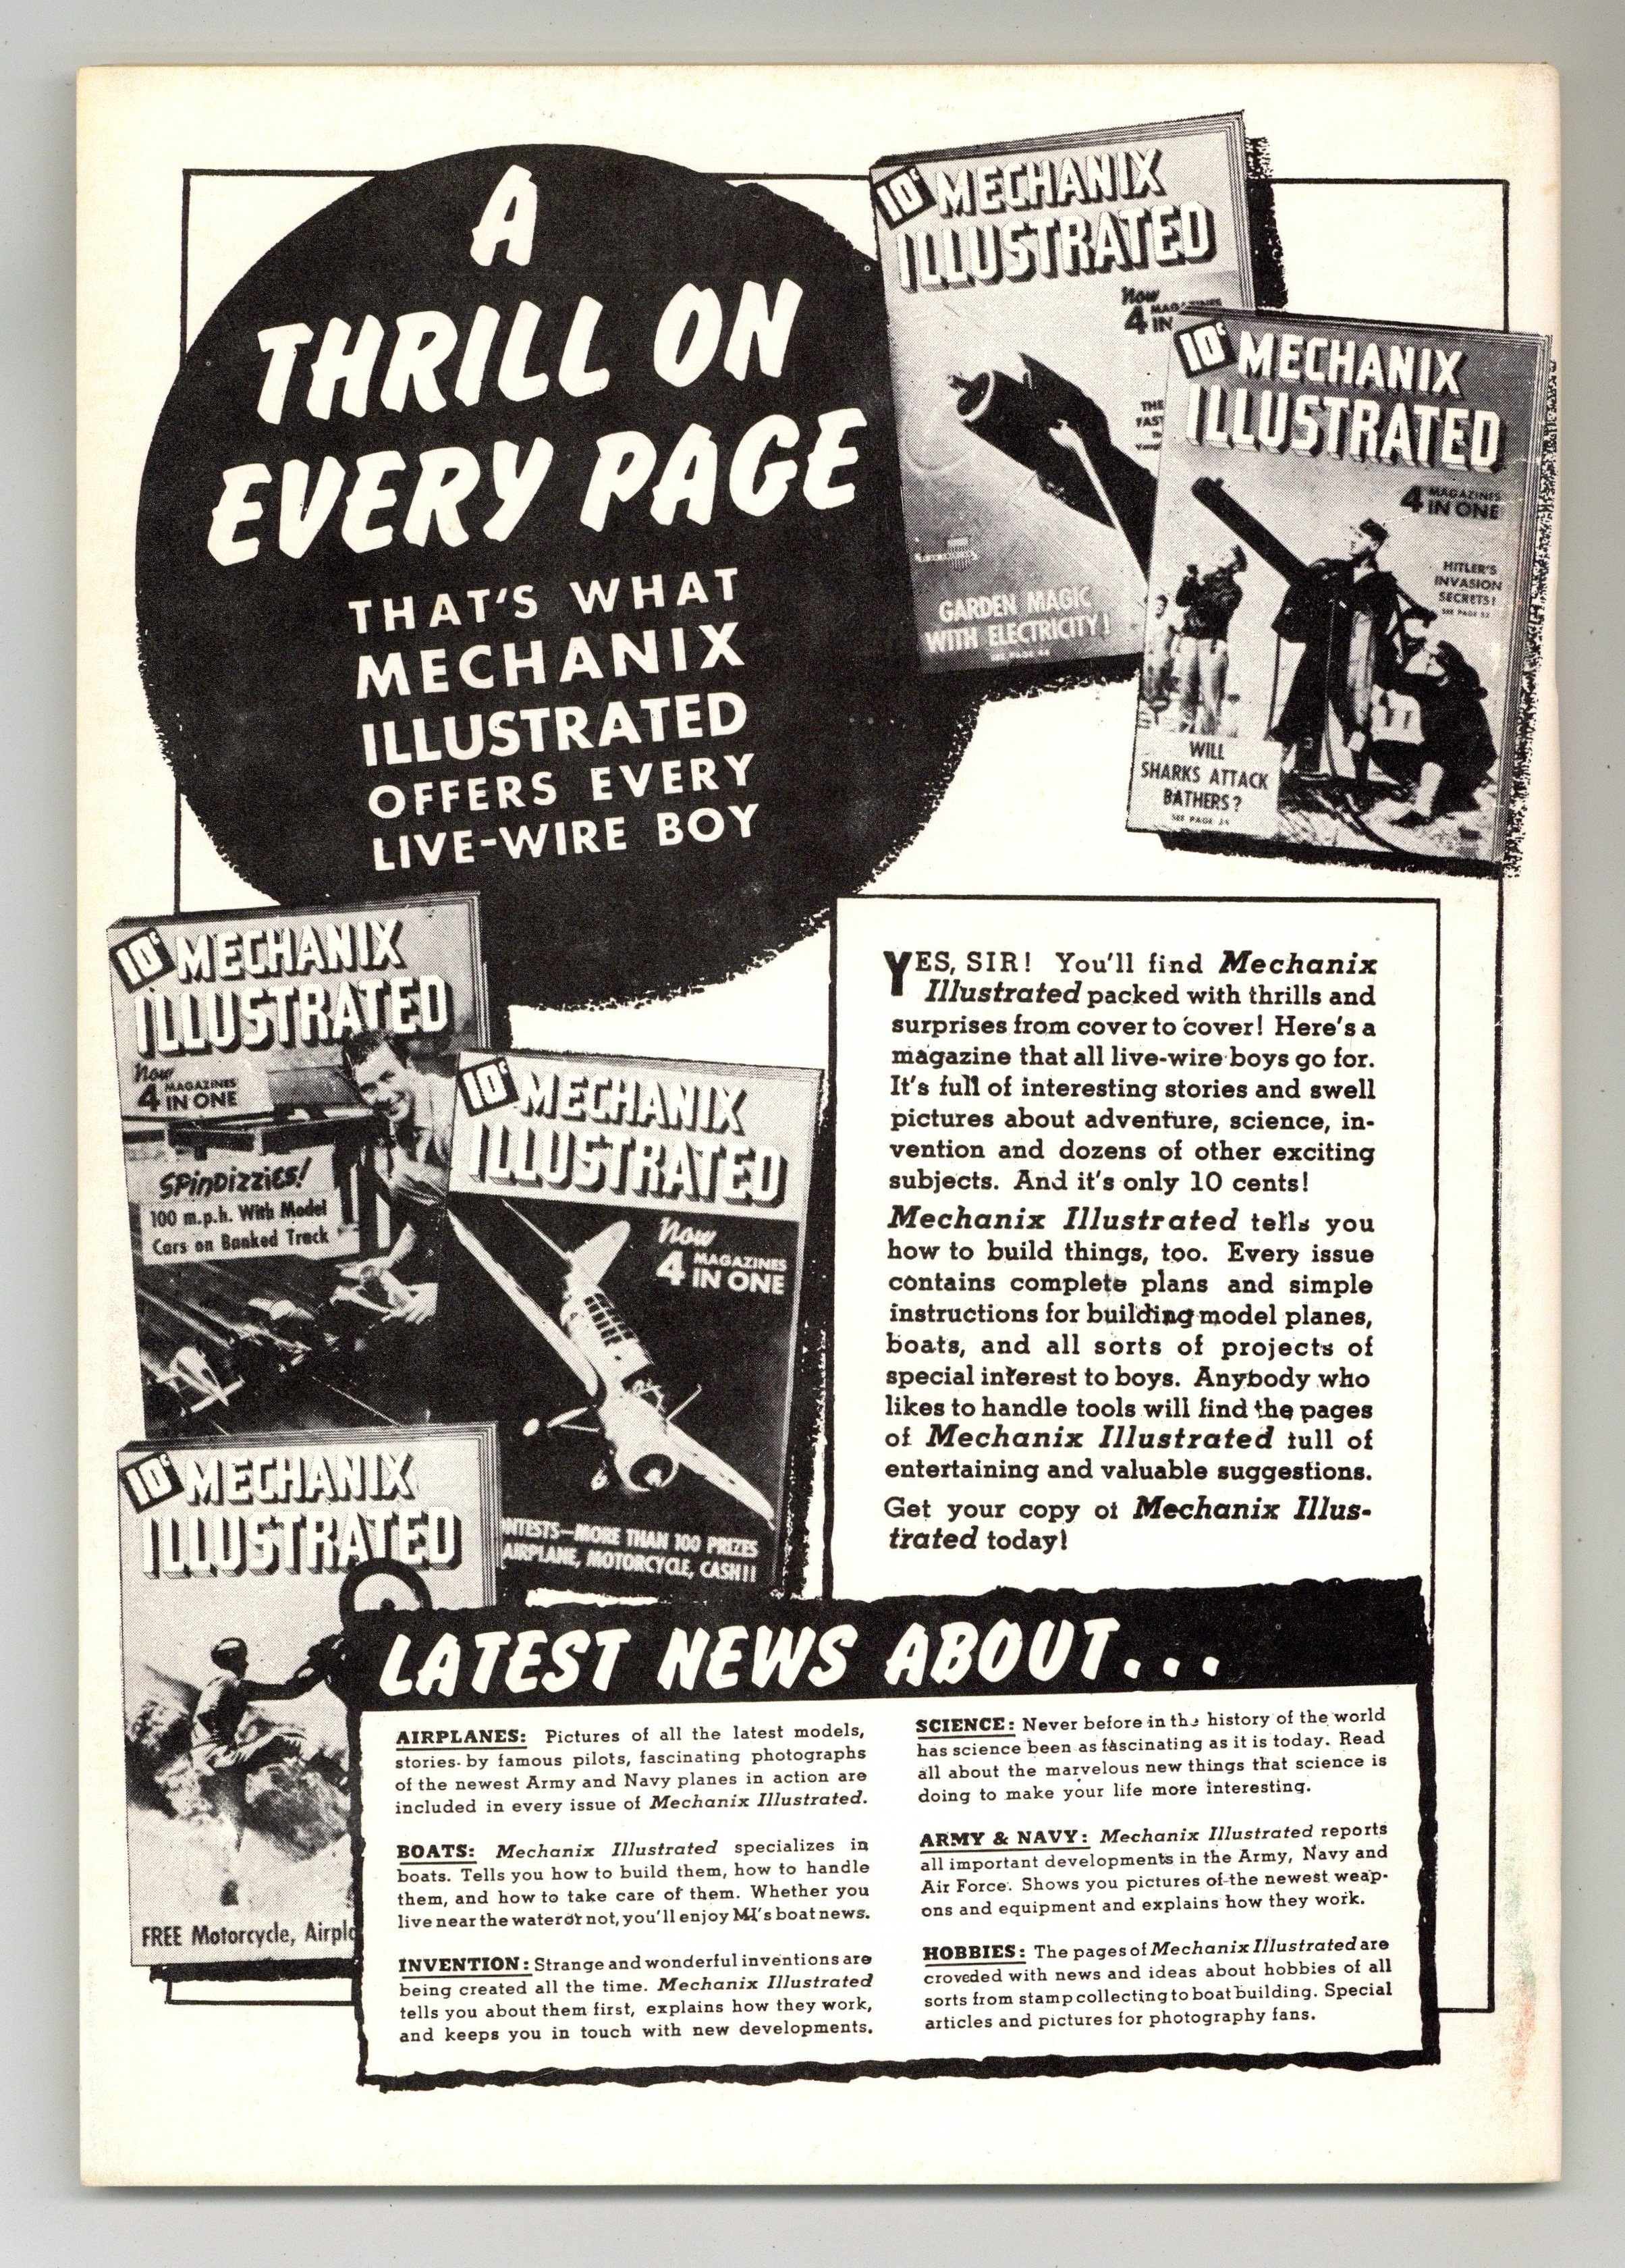 A
THRILL ON
EVERY PAGE
THAT'S WHAT
MECHANIX
ILLUSTRATED
OFFERS EVERY
LIVE-WIRE BOY
10¢ MECHANIX
ILLUSTRATED
Now
4 MAGAZINES
IN
THE
FAST
GARDEN MAGIC
WITH ELECTRICITY!
SEE PAGE 44
10¢ MECHANIX
ILLUSTRATED
4 MAGAZINES
IN ONE
HITLER'S
INVASION
SECRETS!
SEE PAGE 52
WILL
SHARKS ATTACK
BATHERS?
SEE PAGE 34
10¢ MECHANIX
ILLUSTRATED
Now
4 MAGAZINES
IN ONE
SPinDizziES!
100 m.p.h. With Model
Cars on Banked Track
10¢ MECHANIX
ILLUSTRATED
Now
4 MAGAZINES
IN ONE
NTESTS—MORE THAN 100 PRIZES
AIRPLANE, MOTORCYCLE, CASH!!
10¢ MECHANIX
ILLUSTRATED
FREE Motorcycle, Airpla
YES, SIR! You'll find Mechanix
Illustrated packed with thrills and
surprises from cover to cover! Here's a
magazine that all live-wire boys go for.
It's full of interesting stories and swell
pictures about adventure, science, in-
vention and dozens of other exciting
subjects. And it's only 10 cents!
Mechanix Illustrated tells you
how to build things, too. Every issue
contains complete plans and simple
instructions for building model planes,
boats, and all sorts of projects of
special interest to boys. Anybody who
likes to handle tools will find the pages
of Mechanix Illustrated full of
entertaining and valuable suggestions.
Get your copy of Mechanix Illus-
trated today!
LATEST NEWS ABOUT...
AIRPLANES: Pictures of all the latest models,
stories by famous pilots, fascinating photographs
of the newest Army and Navy planes in action are
included in every issue of Mechanix Illustrated.
BOATS: Mechanix Illustrated specializes in
boats. Tells you how to build them, how to handle
them, and how to take care of them. Whether you
live near the water or not, you'll enjoy MI's boat news.
INVENTION: Strange and wonderful inventions are
being created all the time. Mechanix Illustrated
tells you about them first, explains how they work,
and keeps you in touch with new developments.
SCIENCE: Never before in the history of the world
has science been as fascinating as it is today. Read
all about the marvelous new things that science is
doing to make your life more interesting.
ARMY & NAVY: Mechanix Illustrated reports
all important developments in the Army, Navy and
Air Force. Shows you pictures of the newest weap-
ons and equipment and explains how they work.
HOBBIES: The pages of Mechanix Illustrated are
croveded with news and ideas about hobbies of all
sorts from stamp collecting to boat building. Special
articles and pictures for photography fans.